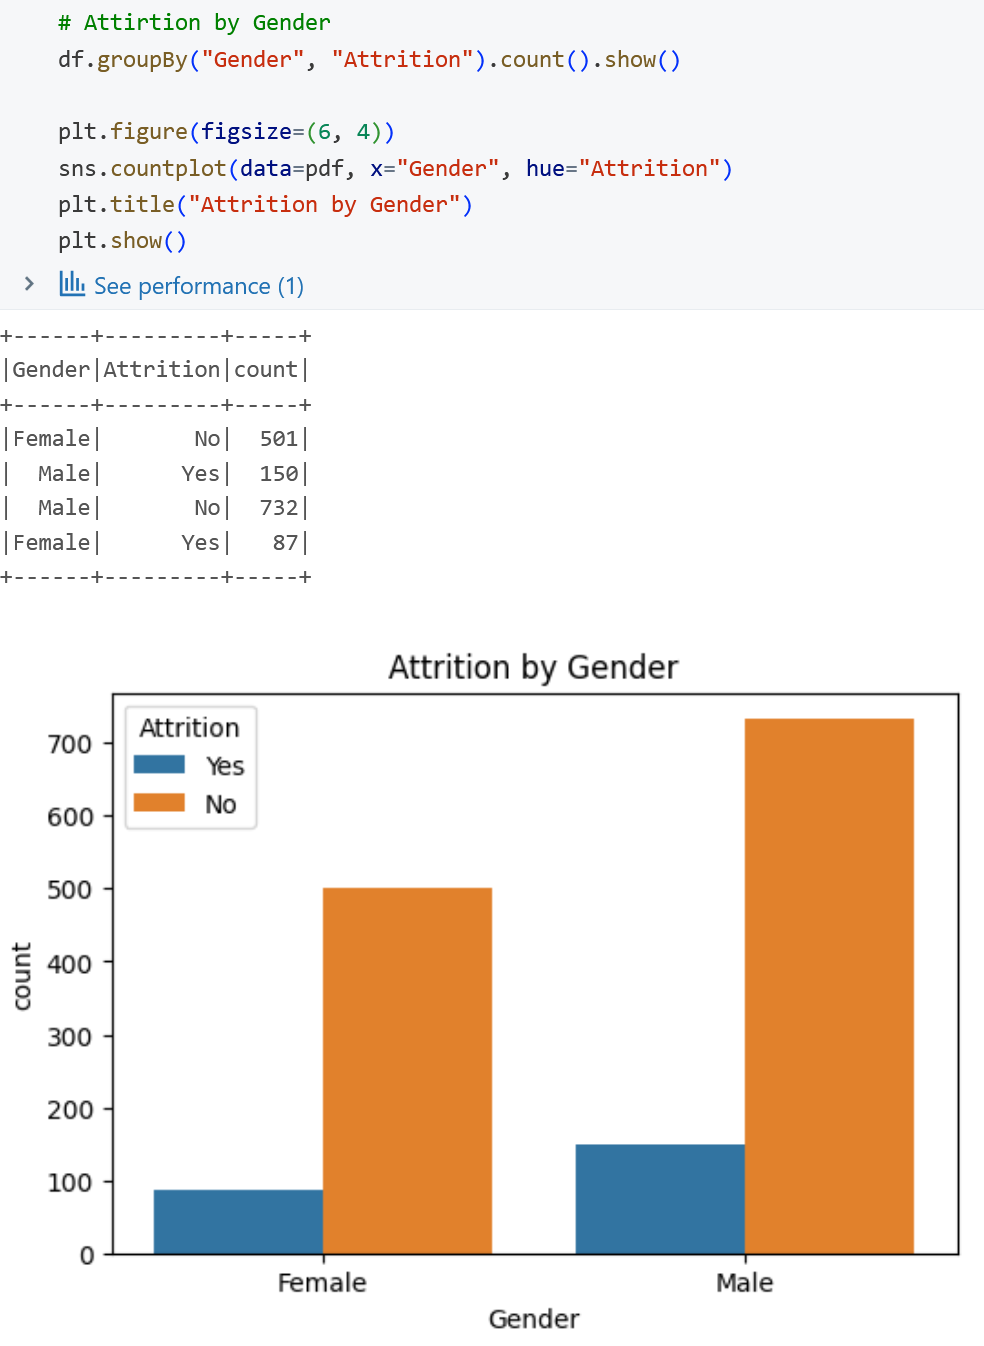 # Attirtion by Gender
df.groupBy("Gender", "Attrition").count().show()
plt.figure(figsize=(6, 4))
sns.countplot(data=pdf, x="Gender", hue="Attrition")
plt.title("Attrition by Gender")
plt.show()
See performance (1)
+------+---------+-----+
|Gender|Attrition|count|
+------+---------+-----+
|Female|       No|  501|
|  Male|      Yes|  150|
|  Male|       No|  732|
|Female|      Yes|   87|
+------+---------+-----+
Attrition by Gender
Attrition
Yes
No
700
600
500
400
300
200
100
0
count
Female Male
Gender